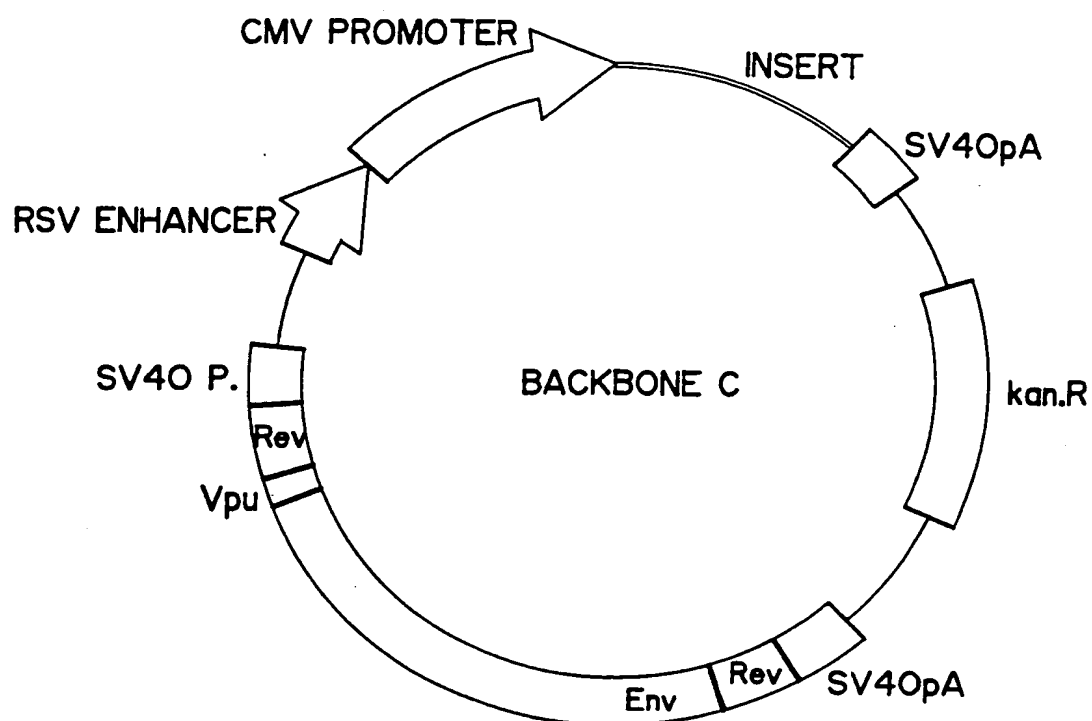 CMV PROMOTER
INSERT
SV40pA
RSV ENHANCER
SV40 P.
BACKBONE C
kan.R
Rev
Vpu
Env
Rev
SV40pA